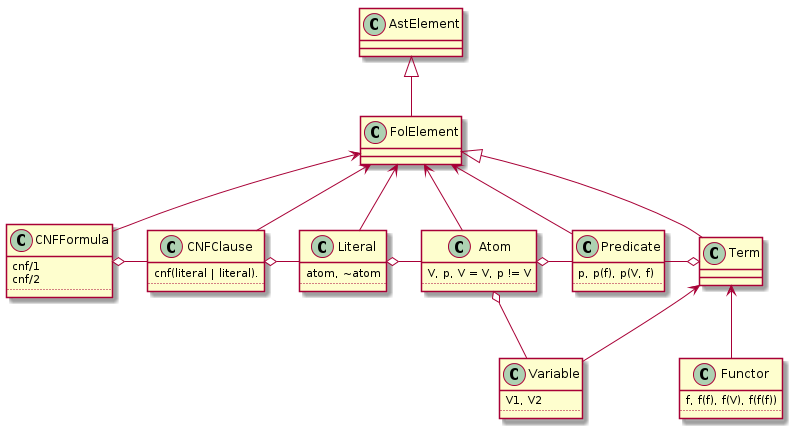 C AstElement
C FolElement
C CNFFormula
cnf/1
cnf/2
C CNFClause
cnf(literal | literal).
C Literal
atom, ~atom
C Atom
V, p, V = V, p != V
C Predicate
p, p(f), p(V, f)
C Term
C Variable
V1, V2
C Functor
f, f(f), f(V), f(f(f))